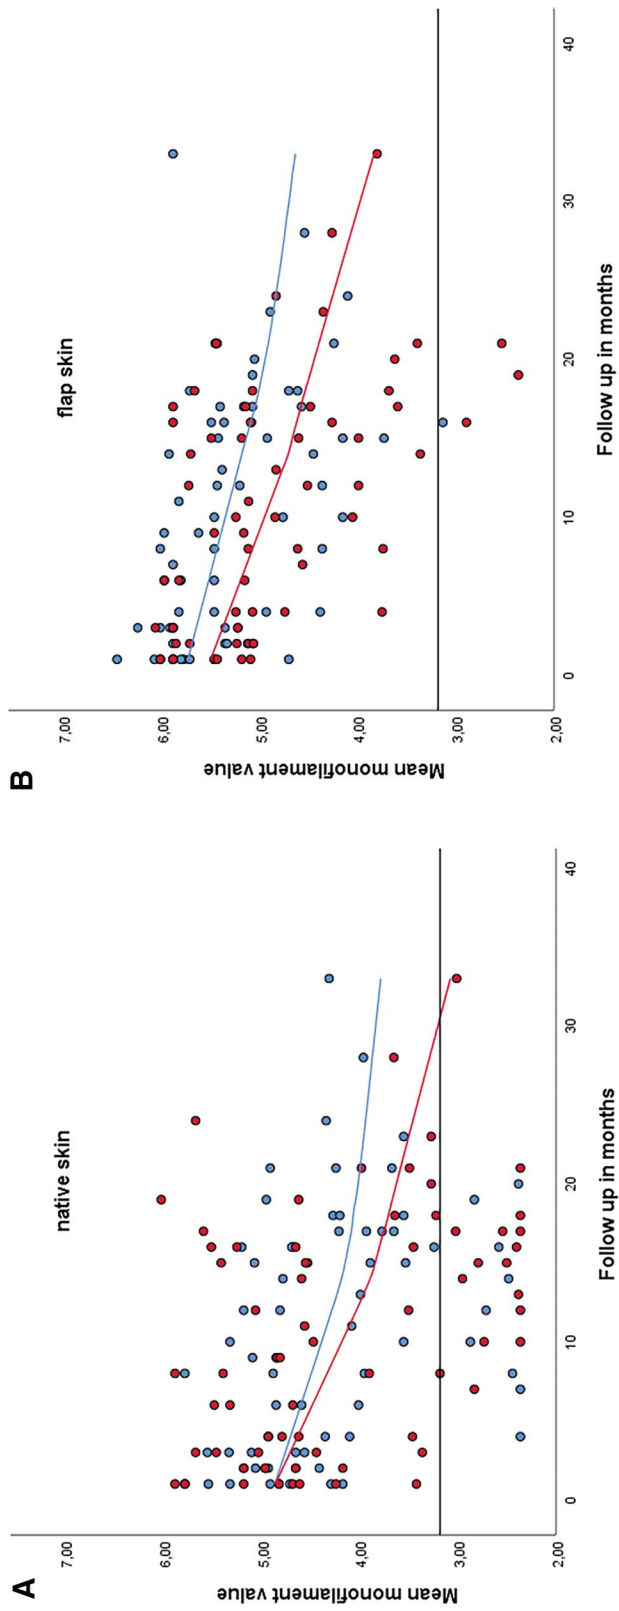 A
native skin
Mean monofilament value
7,00
6,00
5,00
4,00
3,00
2,00
0
10
20
30
40
Follow up in months
B
flap skin
Mean monofilament value
7,00
6,00
5,00
4,00
3,00
2,00
0
10
20
30
40
Follow up in months